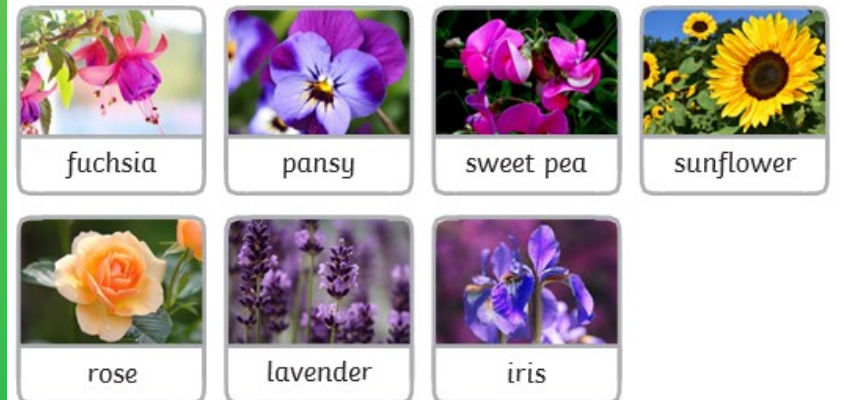 fuchsia
pansy
sweet pea
sunflower
rose
lavender
iris